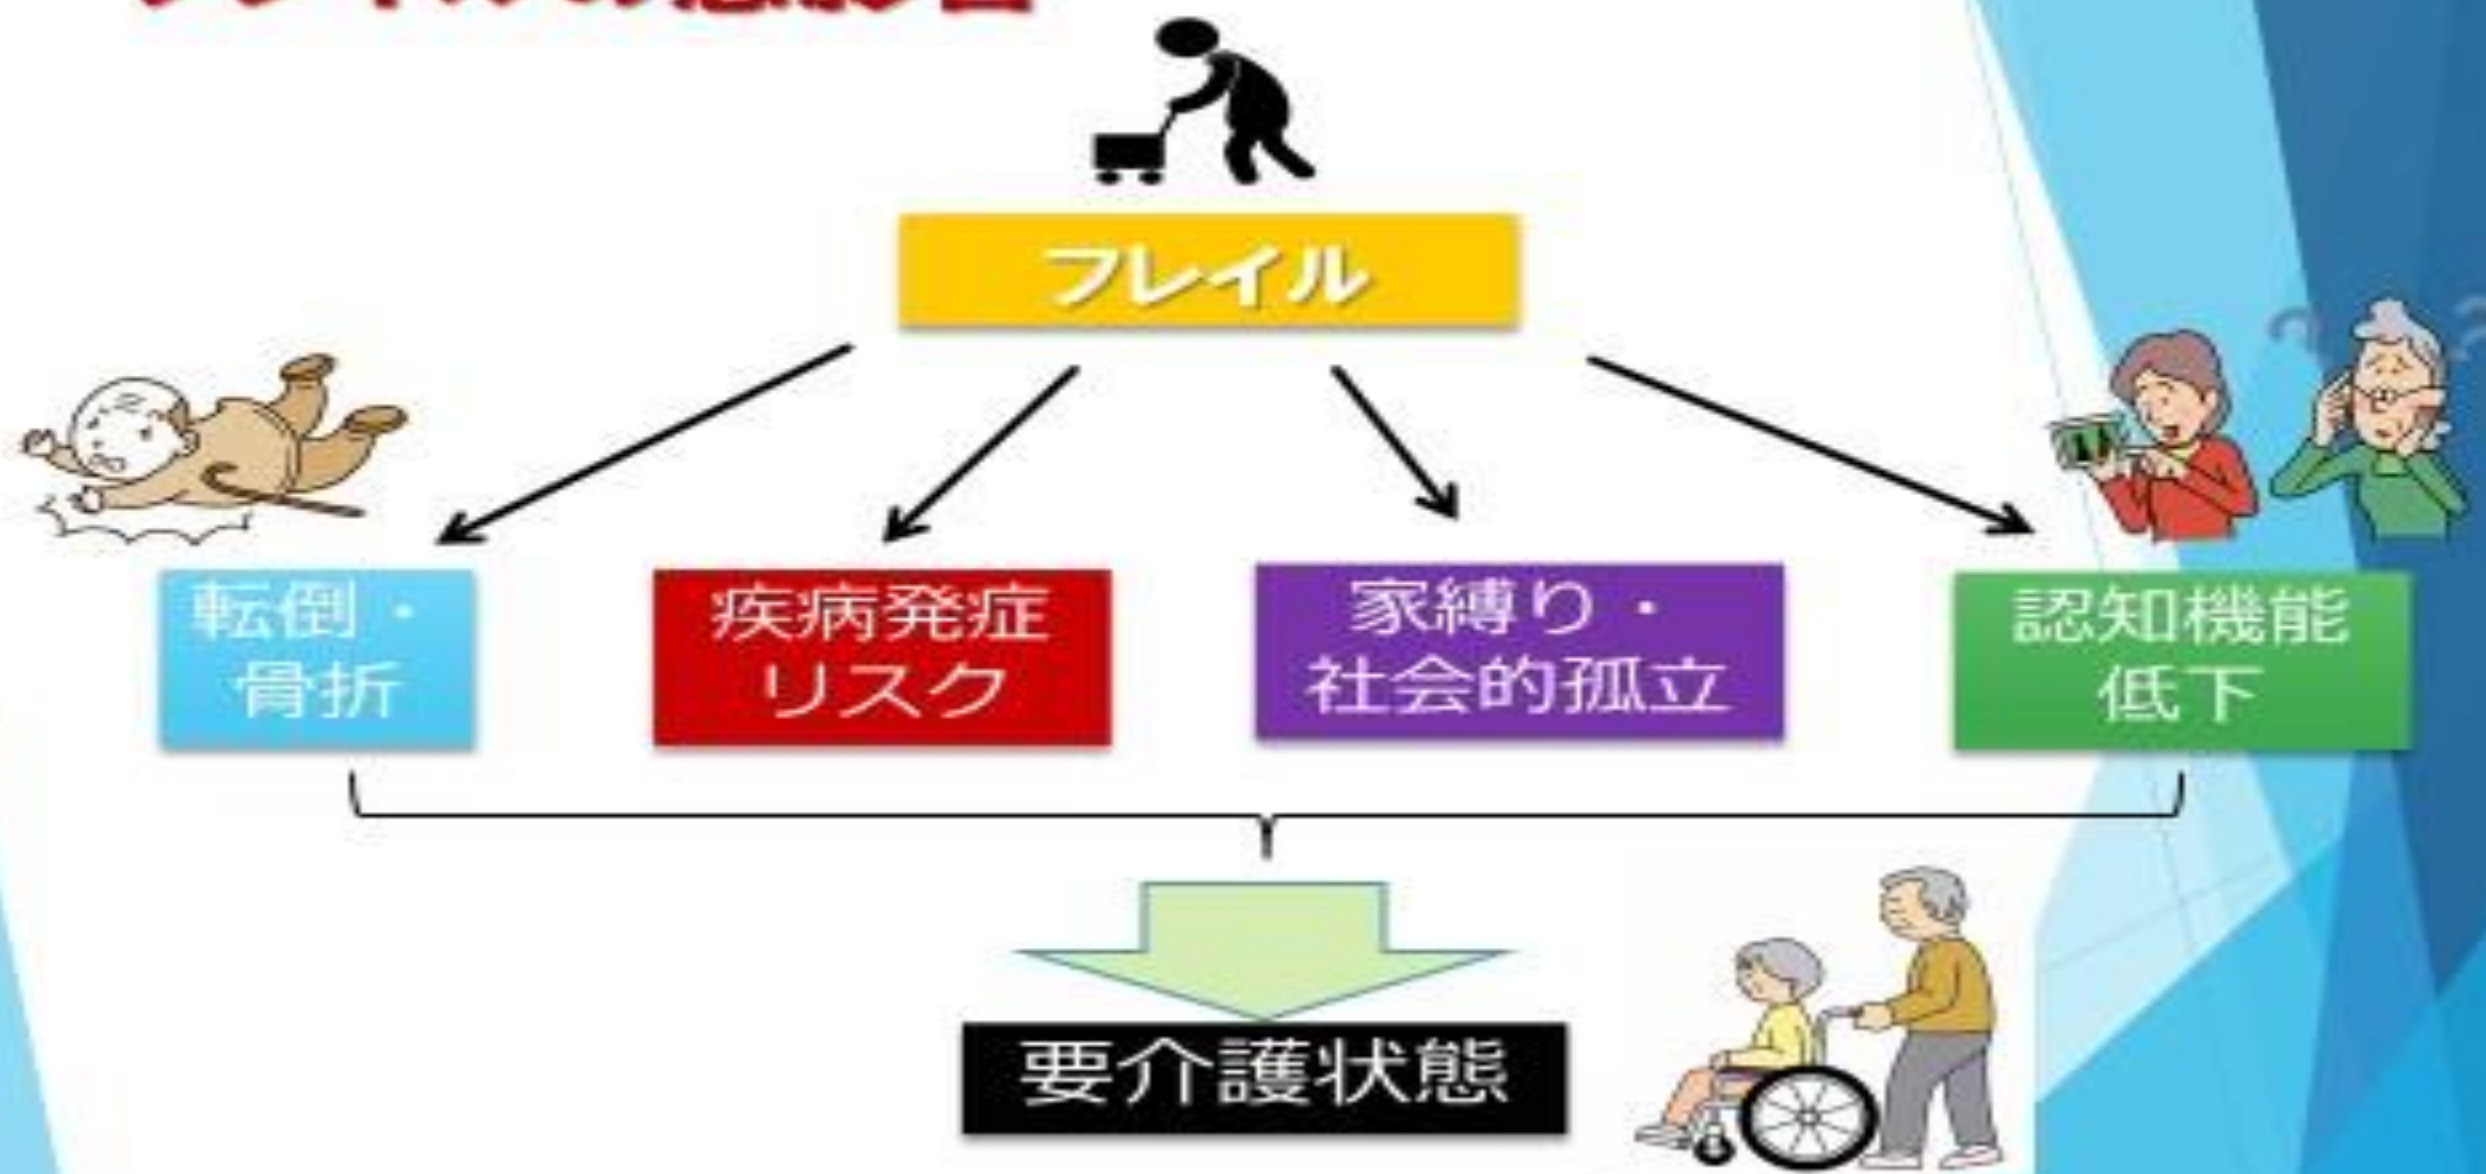 フレイル
転倒・
骨折
疾病発症
リスク
家縛り・
社会的孤立
認知機能
低下
要介護状態